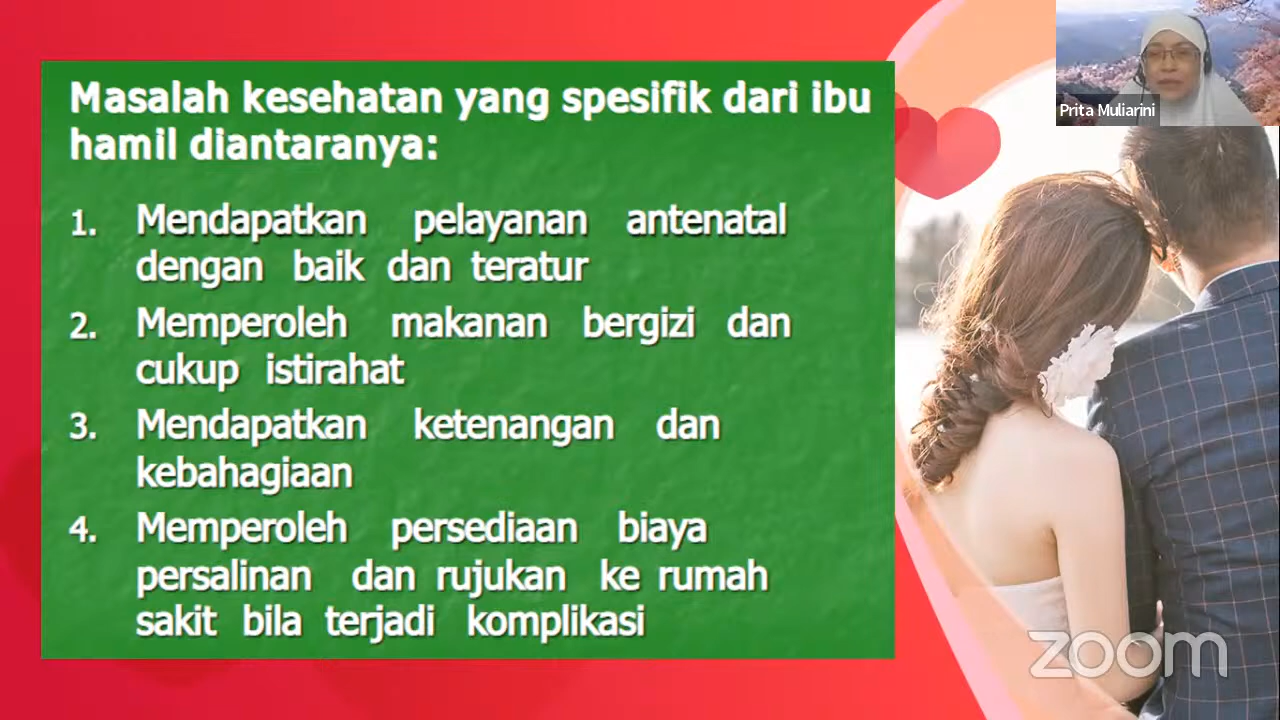 Masalah kesehatan yang spesifik dari ibu
hamil diantaranya:
1. Mendapatkan pelayanan antenatal
dengan baik dan teratur
2. Memperoleh makanan bergizi dan
cukup istirahat
3. Mendapatkan ketenangan dan
kebahagiaan
4. Memperoleh persediaan biaya
persalinan dan rujukan ke rumah
sakit bila terjadi komplikasi
Prita Muliarini
zoom